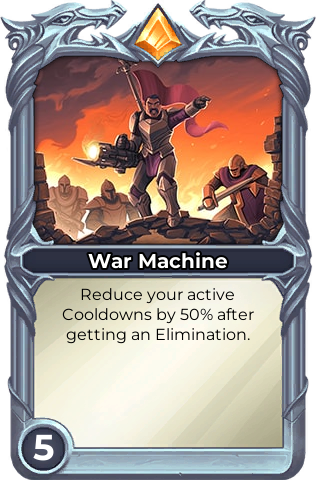 War Machine
Reduce your active
Cooldowns by 50% after
getting an Elimination.
5